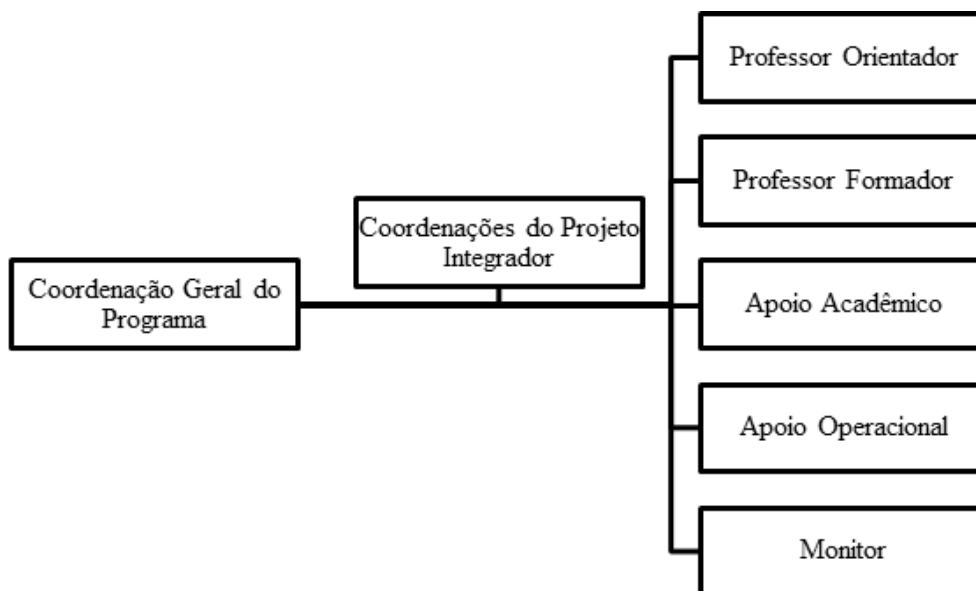 Coordenação Geral do
Programa
Coordenações do Projeto
Integrador
Professor Orientador
Professor Formador
Apoio Acadêmico
Apoio Operacional
Monitor